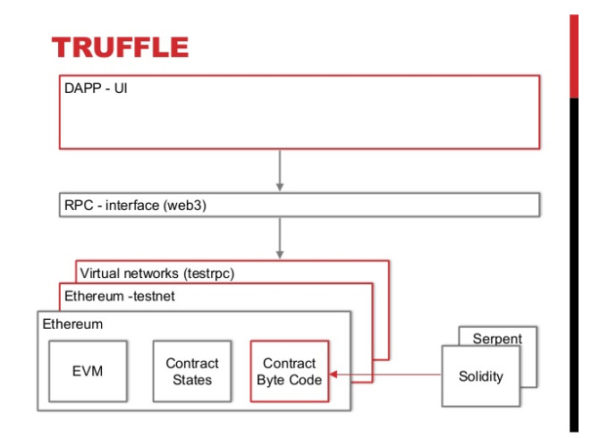 TRUFFLE
DAPP - UI
RPC - interface (web3)
Virtual networks (testrpc)
Ethereum -testnet
Ethereum
EVM
Contract
States
Contract
Byte Code
Serpent
Solidity